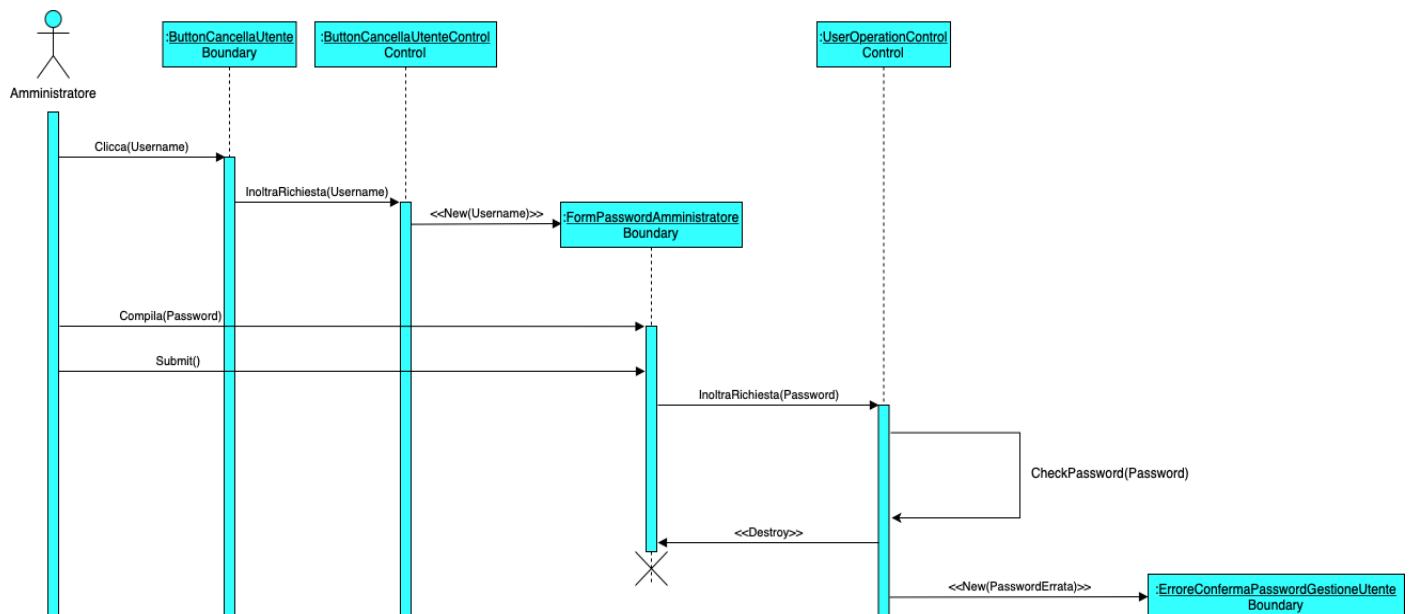 :ButtonCancellaUtente
Boundary
:ButtonCancellaUtenteControl
Control
:UserOperationControl
Control
Amministratore
Clicca(Username)
InoltraRichiesta(Username)
<<New(Username)>>
:FormPasswordAmministratore
Boundary
Compila(Password)
Submit()
InoltraRichiesta(Password)
CheckPassword(Password)
<<Destroy>>
<<New(PasswordErrata)>>
:ErroreConfermaPasswordGestioneUtente
Boundary